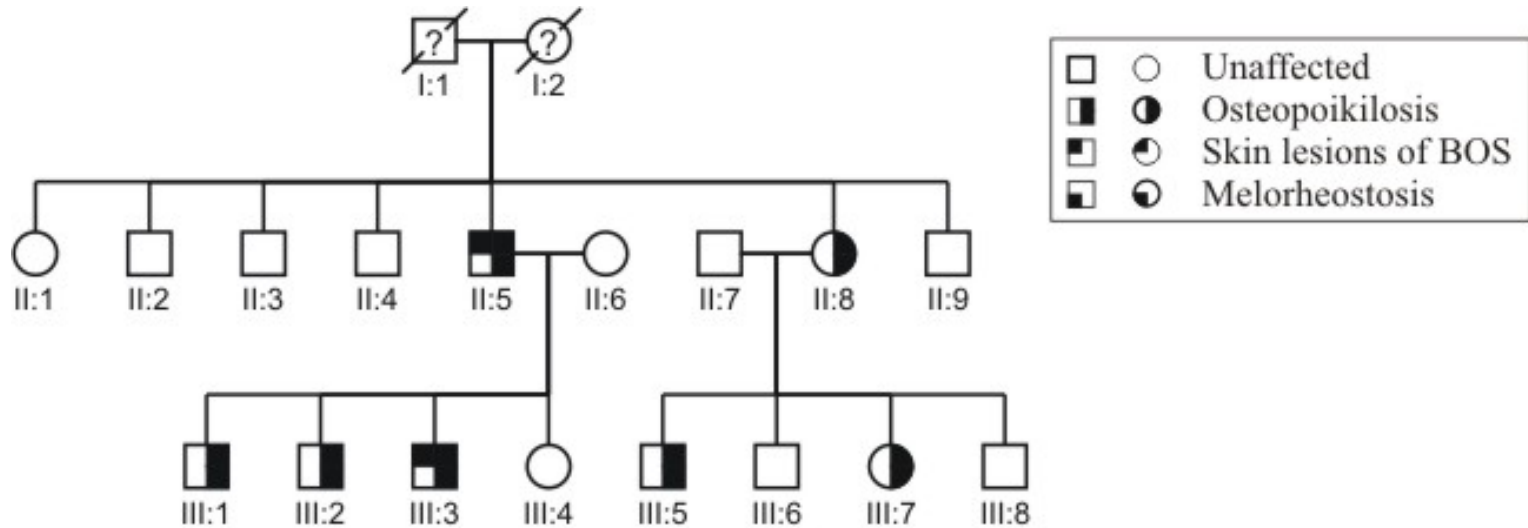 ? ?
I:1 I:2
Unaffected
Osteopoikilosis
Skin lesions of BOS
Melorheostosis
II:1 II:2 II:3 II:4 II:5 II:6 II:7 II:8 II:9
III:1 III:2 III:3 III:4 III:5 III:6 III:7 III:8